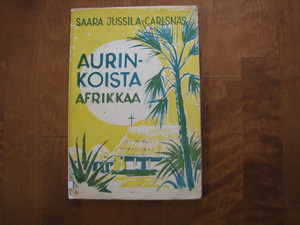 SAARA JUSSILA-CARLSNÄS
AURIN-
KOISTA
AFRIKKAA